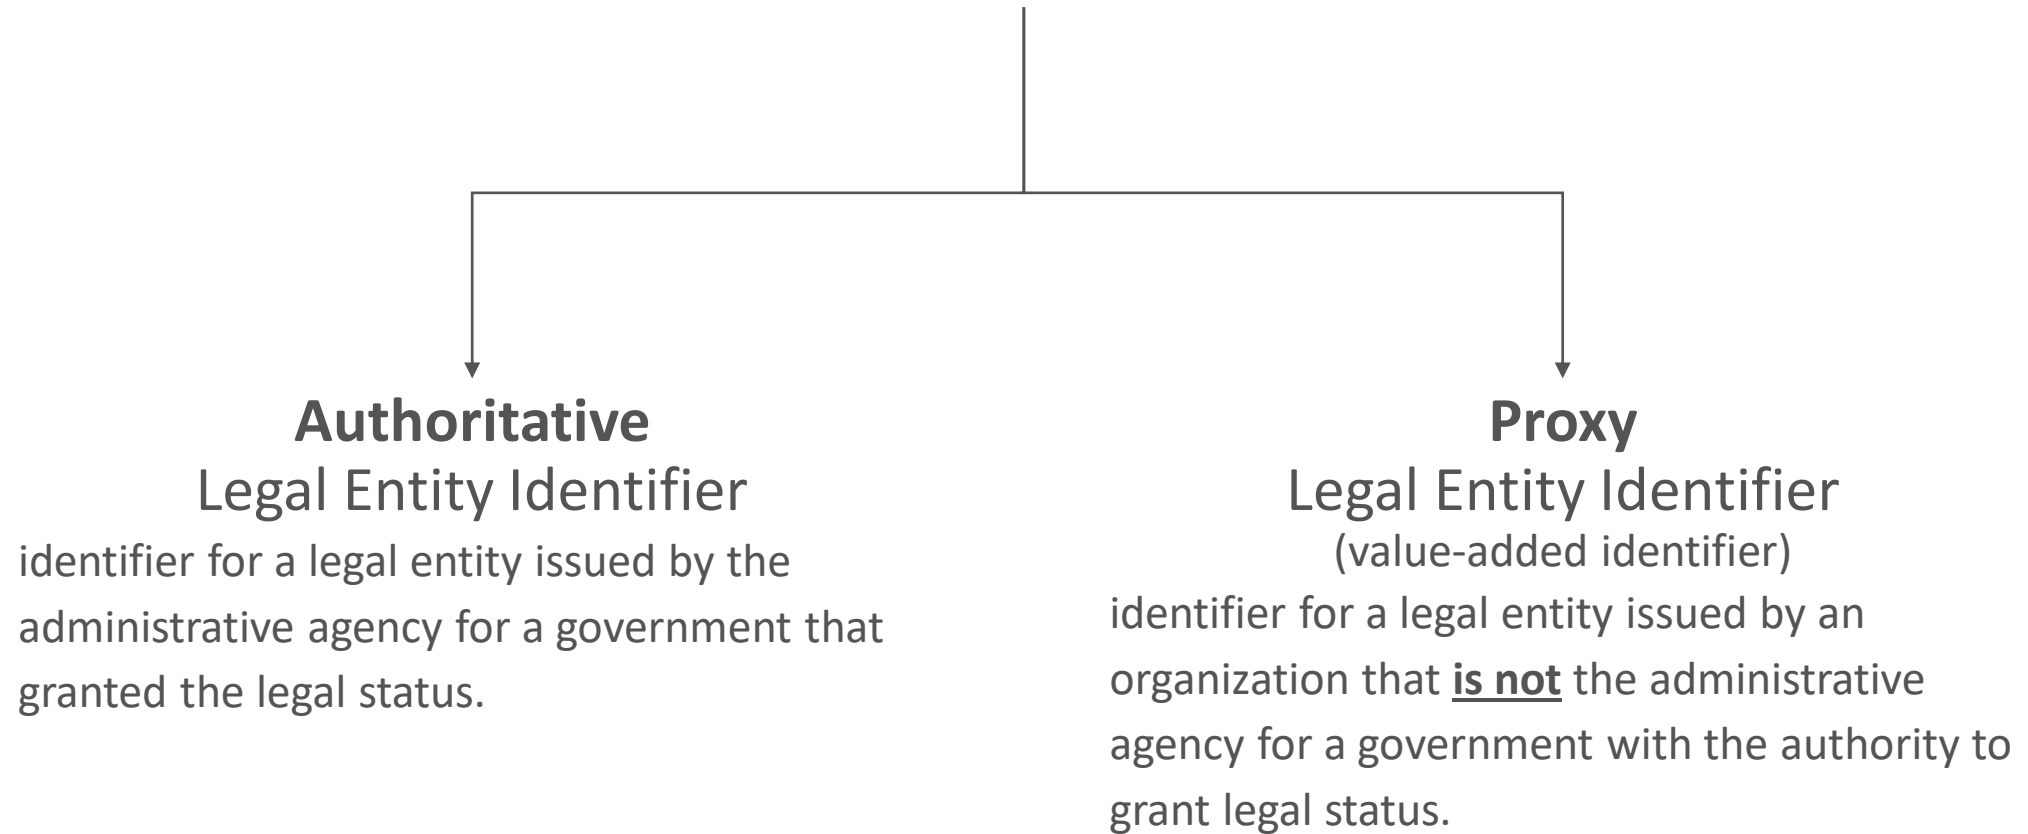 Authoritative
Legal Entity Identifier
identifier for a legal entity issued by the
administrative agency for a government that
granted the legal status.
Proxy
Legal Entity Identifier
(value-added identifier)
identifier for a legal entity issued by an
organization that is not the administrative
agency for a government with the authority to
grant legal status.